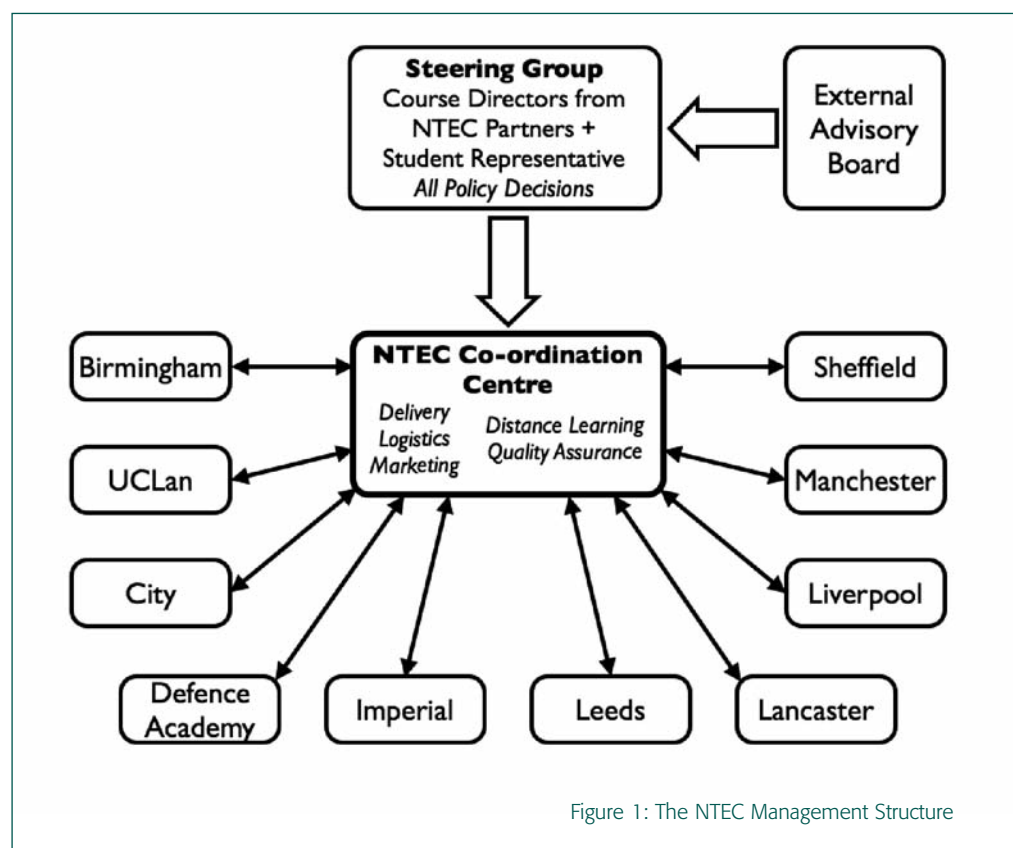 Steering Group
Course Directors from
NTEC Partners +
Student Representative
All Policy Decisions
External
Advisory
Board
NTEC Co-ordination
Centre
Delivery
Logistics
Marketing
Distance Learning
Quality Assurance
Birmingham
UCLan
City
Defence
Academy
Imperial
Leeds
Lancaster
Liverpool
Manchester
Sheffield
Figure 1: The NTEC Management Structure